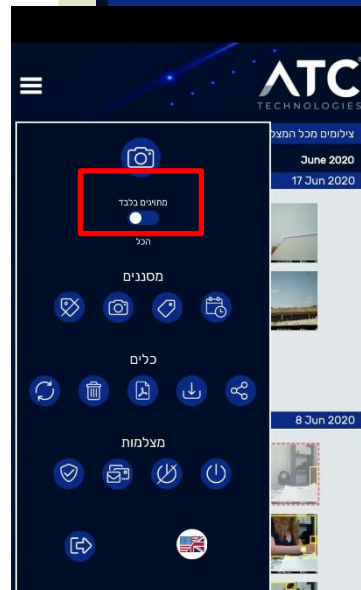 ATC
TECHNOLOGIES
צילומים מכל המצל
June 2020
17 Jun 2020
מתויגים בלבד
הכל
מסננים
כלים
8 Jun 2020
מצלמות